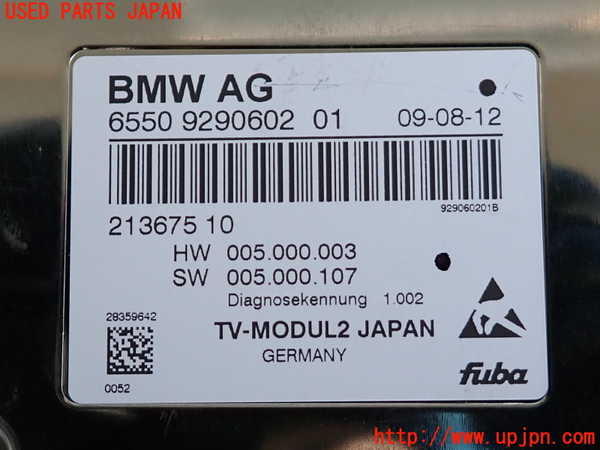 USED PARTS JAPAN
BMW AG
6550 9290602 01 09-08-12
929060201B
213675 10
HW 005.000.003
SW 005.000.107
Diagnosekennung 1.002
28359642
TV-MODUL2 JAPAN
GERMANY
fuba
0052
http://www.upjpn.com